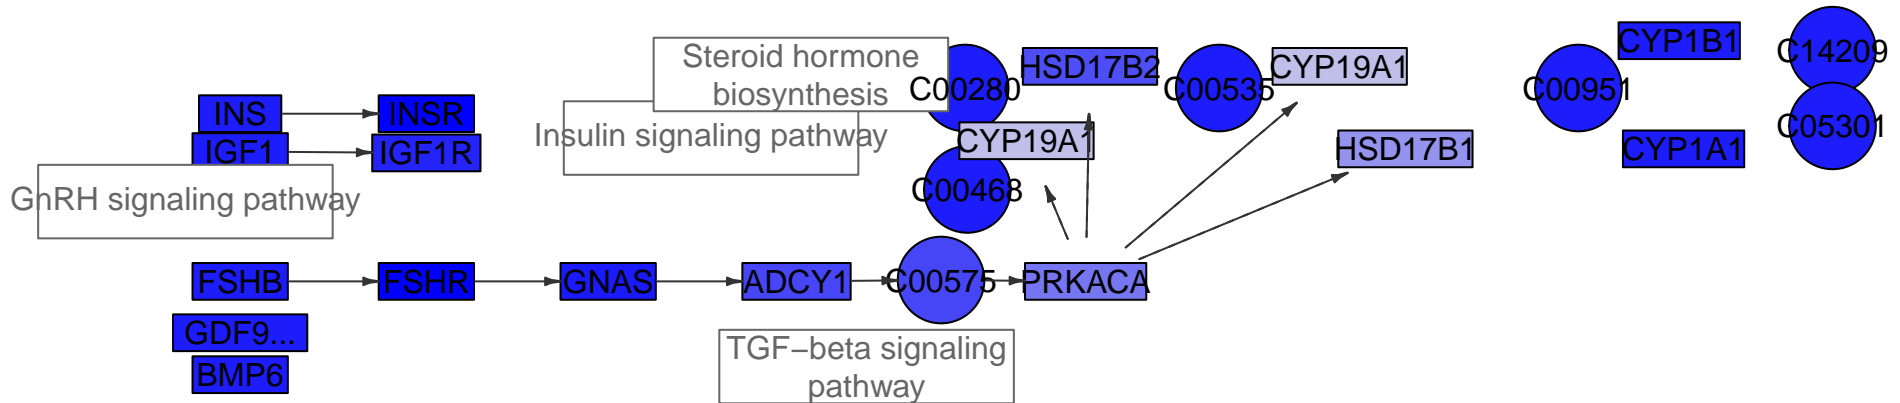 CYP1B1
C14209
Steroid hormone
biosynthesis
C00280
HSD17B2
C00535
CYP19A1
C00951
C05301
INS
INSR
Insulin signaling pathway
CYP19A1
HSD17B1
CYP1A1
IGF1
IGF1R
GnRH signaling pathway
C00468
FSHB
FSHR
GNAS
ADCY1
C00575
PRKACA
GDF9...
BMP6
TGF−beta signaling
pathway